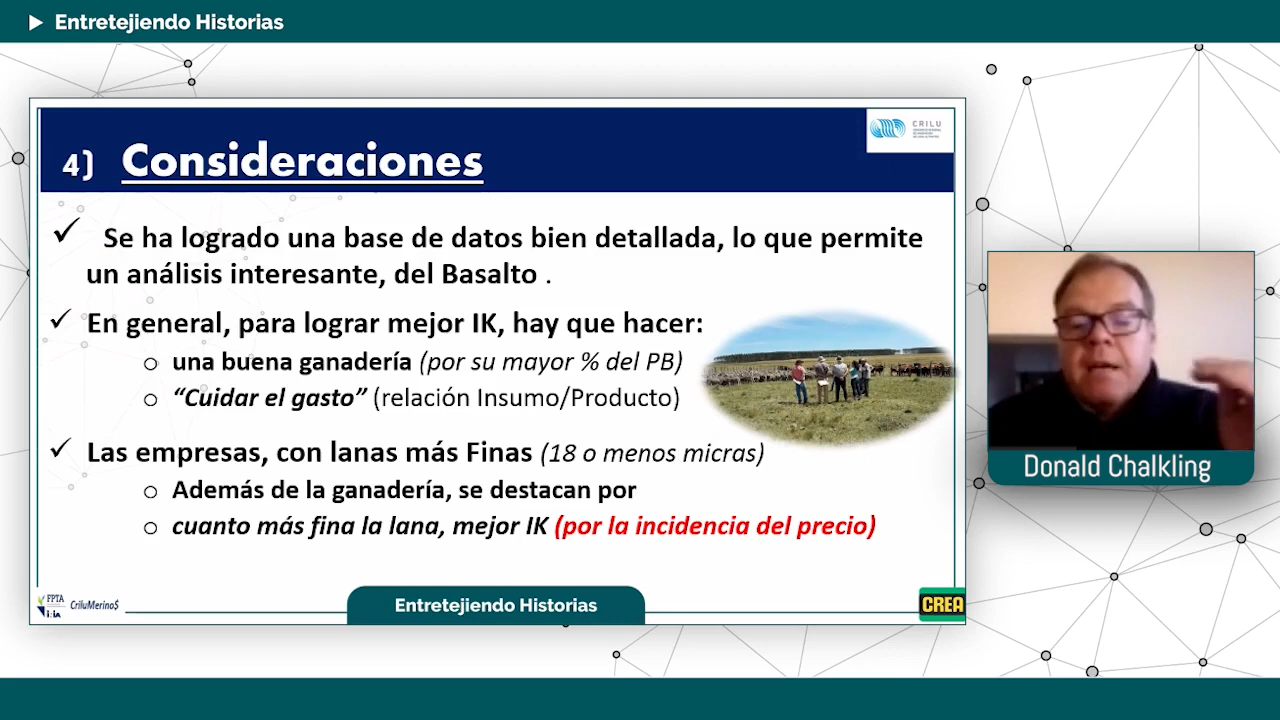 Entretejiendo Historias
CRILU
4) Consideraciones
✓ Se ha logrado una base de datos bien detallada, lo que permite
un análisis interesante, del Basalto .
✓ En general, para lograr mejor IK, hay que hacer:
o una buena ganadería (por su mayor % del PB)
o “Cuidar el gasto” (relación Insumo/Producto)
✓ Las empresas, con lanas más Finas (18 o menos micras)
o Además de la ganadería, se destacan por
o cuanto más fina la lana, mejor IK (por la incidencia del precio)
Donald Chalkling
FPTA
CriluMerino$
Entretejiendo Historias
CREA